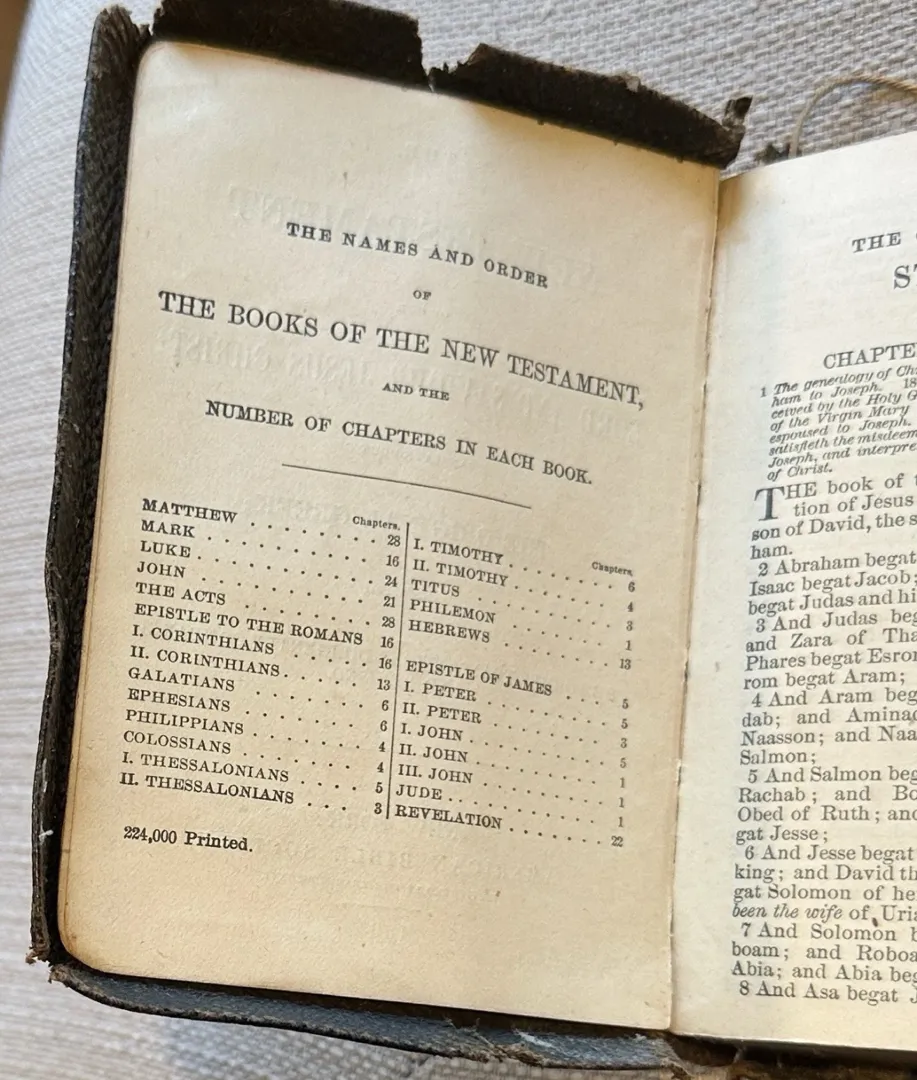 THE NAMES AND ORDER
OF
THE BOOKS OF THE NEW TESTAMENT,
AND THE
NUMBER OF CHAPTERS IN EACH BOOK.
Chapters.
MATTHEW . . . . . . . 28
MARK . . . . . . . . . 16
LUKE . . . . . . . . . 24
JOHN . . . . . . . . . 21
THE ACTS . . . . . . . 28
EPISTLE TO THE ROMANS 16
I. CORINTHIANS . . . . . 16
II. CORINTHIANS . . . . . 13
GALATIANS . . . . . . . 6
EPHESIANS . . . . . . . 6
PHILIPPIANS . . . . . . 4
COLOSSIANS . . . . . . 4
I. THESSALONIANS . . . . 5
II. THESSALONIANS . . . 3
Chapters.
I. TIMOTHY . . . . . . . 6
II. TIMOTHY . . . . . . 4
TITUS . . . . . . . . 3
PHILEMON . . . . . . . 1
HEBREWS . . . . . . . 13
EPISTLE OF JAMES . . . 5
I. PETER . . . . . . . 5
II. PETER . . . . . . . 3
I. JOHN . . . . . . . . 5
II. JOHN . . . . . . . 1
III. JOHN . . . . . . . 1
JUDE . . . . . . . . . 1
REVELATION . . . . . . 22
224,000 Printed.
THE
CHAPTE
1 The genealogy of Ch
ham to Joseph. 18
ceived by the Holy G
of the Virgin Mary
espoused to Joseph.
satisfieth the misdeem
Joseph, and interpre
of Christ.
THE book of
tion of Jesus
son of David, the s
ham.
2 Abraham begat
Isaac begat Jacob;
begat Judas and hi
3 And Judas beg
and Zara of Tha
Phares begat Esro
rom begat Aram;
4 And Aram beg
dab; and Amina
Naasson; and Naa
Salmon;
5 And Salmon beg
Rachab; and Bo
Obed of Ruth; and
gat Jesse;
6 And Jesse begat
king; and David th
gat Solomon of he
been the wife of Uria
7 And Solomon b
boam; and Roboa
Abia; and Abia beg
8 And Asa begat J